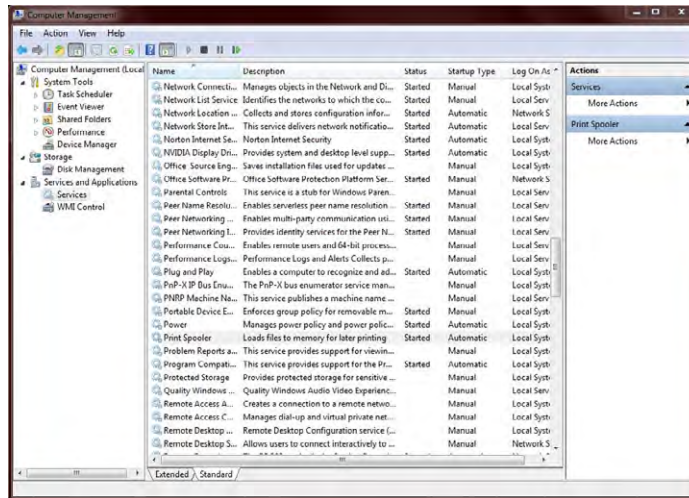 Computer Management
File Action View Help
Computer Management (Local
System Tools
Task Scheduler
Event Viewer
Shared Folders
Performance
Device Manager
Storage
Disk Management
Services and Applications
Services
WMI Control
Name Description Status Startup Type Log On As
Network Connecti... Manages objects in the Network and Di... Started Manual Local Syst
Network List Service Identifies the networks to which the co... Started Manual Local Serv
Network Location ... Collects and stores configuration infor... Started Automatic Network S
Network Store Int... This service delivers network notificatio... Started Automatic Local Serv
Norton Internet Se... Norton Internet Security Started Automatic Local Syst
NVIDIA Display Dri... Provides system and desktop level supp... Started Automatic Local Syst
Office Source Eng... Saves installation files used for updates ... Manual Local Syst
Office Software Pr... Office Software Protection Platform Ser... Started Manual Network S
Parental Controls This service is a stub for Windows Paren... Manual Local Serv
Peer Name Resolu... Enables serverless peer name resolution ... Started Manual Local Serv
Peer Networking ... Enables multi-party communication usi... Started Manual Local Serv
Peer Networking I... Provides identity services for the Peer N... Started Manual Local Serv
Performance Cou... Enables remote users and 64-bit process... Manual Local Serv
Performance Logs... Performance Logs and Alerts Collects p... Manual Local Serv
Plug and Play Enables a computer to recognize and ad... Started Automatic Local Syst
PnP-X IP Bus Enu... The PnP-X bus enumerator service man... Manual Local Syst
PNRP Machine Na... This service publishes a machine name ... Manual Local Serv
Portable Device E... Enforces group policy for removable m... Started Manual Local Syst
Power Manages power policy and power polic... Started Automatic Local Syst
Print Spooler Loads files to memory for later printing Started Automatic Local Syst
Problem Reports a... This service provides support for viewin... Manual Local Syst
Program Compati... This service provides support for the Pr... Started Automatic Local Syst
Protected Storage Provides protected storage for sensitive ... Manual Local Syst
Quality Windows ... Quality Windows Audio Video Experienc... Manual Local Serv
Remote Access A... Creates a connection to a remote netwo... Manual Local Syst
Remote Access C... Manages dial-up and virtual private net... Manual Local Syst
Remote Desktop ... Remote Desktop Configuration service (... Manual Local Syst
Remote Desktop S... Allows users to connect interactively to ... Manual Network S
Extended Standard
Actions
Services
More Actions
Print Spooler
More Actions